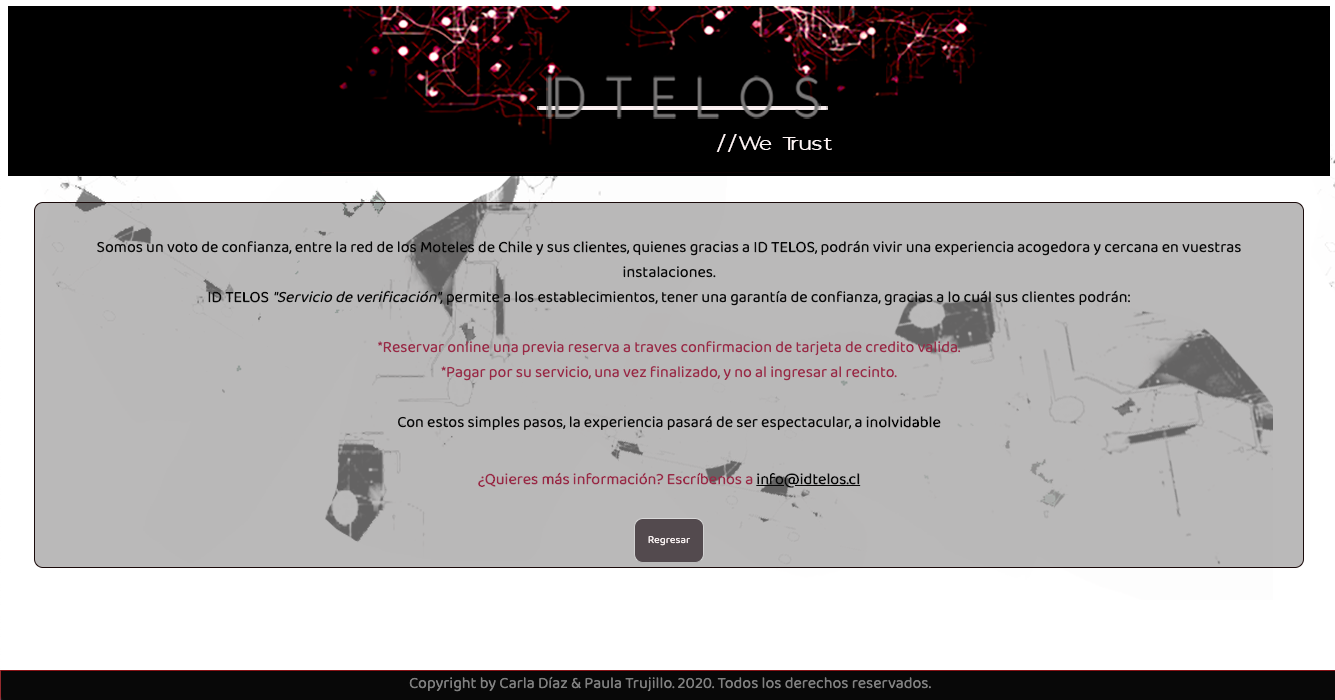 ID TELOS
//We Trust
Somos un voto de confianza, entre la red de los Moteles de Chile y sus clientes, quienes gracias a ID TELOS, podrán vivir una experiencia acogedora y cercana en vuestras
instalaciones.
ID TELOS "Servicio de verificación", permite a los establecimientos, tener una garantía de confianza, gracias a lo cuál sus clientes podrán:
*Reservar online una previa reserva a traves confirmacion de tarjeta de credito valida.
*Pagar por su servicio, una vez finalizado, y no al ingresar al recinto.
Con estos simples pasos, la experiencia pasará de ser espectacular, a inolvidable
¿Quieres más información? Escríbenos a info@idtelos.cl
Regresar
Copyright by Carla Díaz & Paula Trujillo. 2020. Todos los derechos reservados.